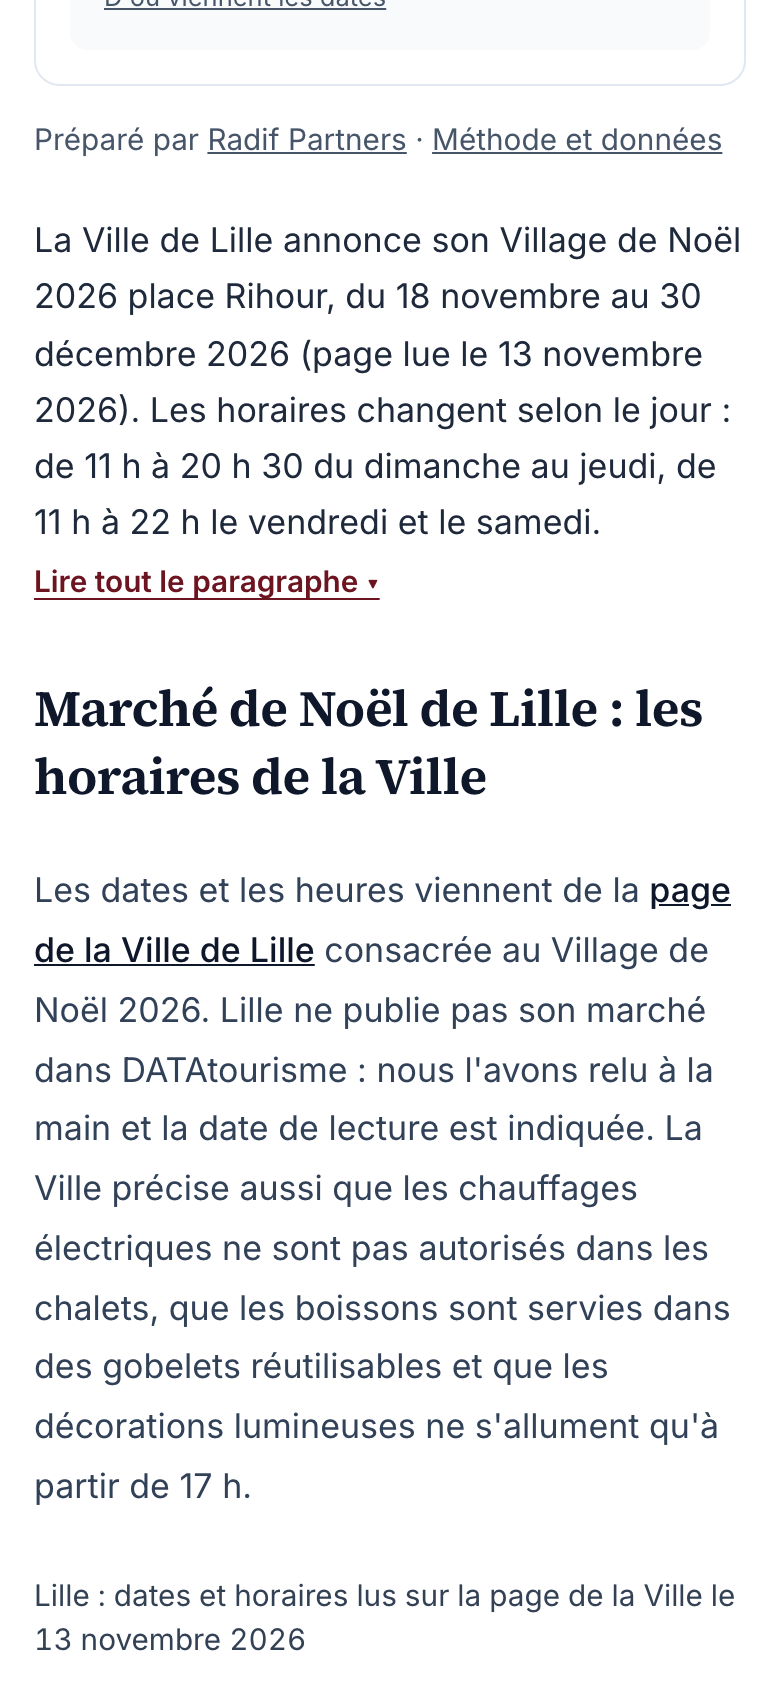 D'où viennent les dates
Préparé par Radif Partners · Méthode et données
La Ville de Lille annonce son Village de Noël
2026 place Rihour, du 18 novembre au 30
décembre 2026 (page lue le 13 novembre
2026). Les horaires changent selon le jour :
de 11 h à 20 h 30 du dimanche au jeudi, de
11 h à 22 h le vendredi et le samedi.
Lire tout le paragraphe ▾
Marché de Noël de Lille : les
horaires de la Ville
Les dates et les heures viennent de la page
de la Ville de Lille consacrée au Village de
Noël 2026. Lille ne publie pas son marché
dans DATAtourisme : nous l'avons relu à la
main et la date de lecture est indiquée. La
Ville précise aussi que les chauffages
électriques ne sont pas autorisés dans les
chalets, que les boissons sont servies dans
des gobelets réutilisables et que les
décorations lumineuses ne s'allument qu'à
partir de 17 h.
Lille : dates et horaires lus sur la page de la Ville le
13 novembre 2026